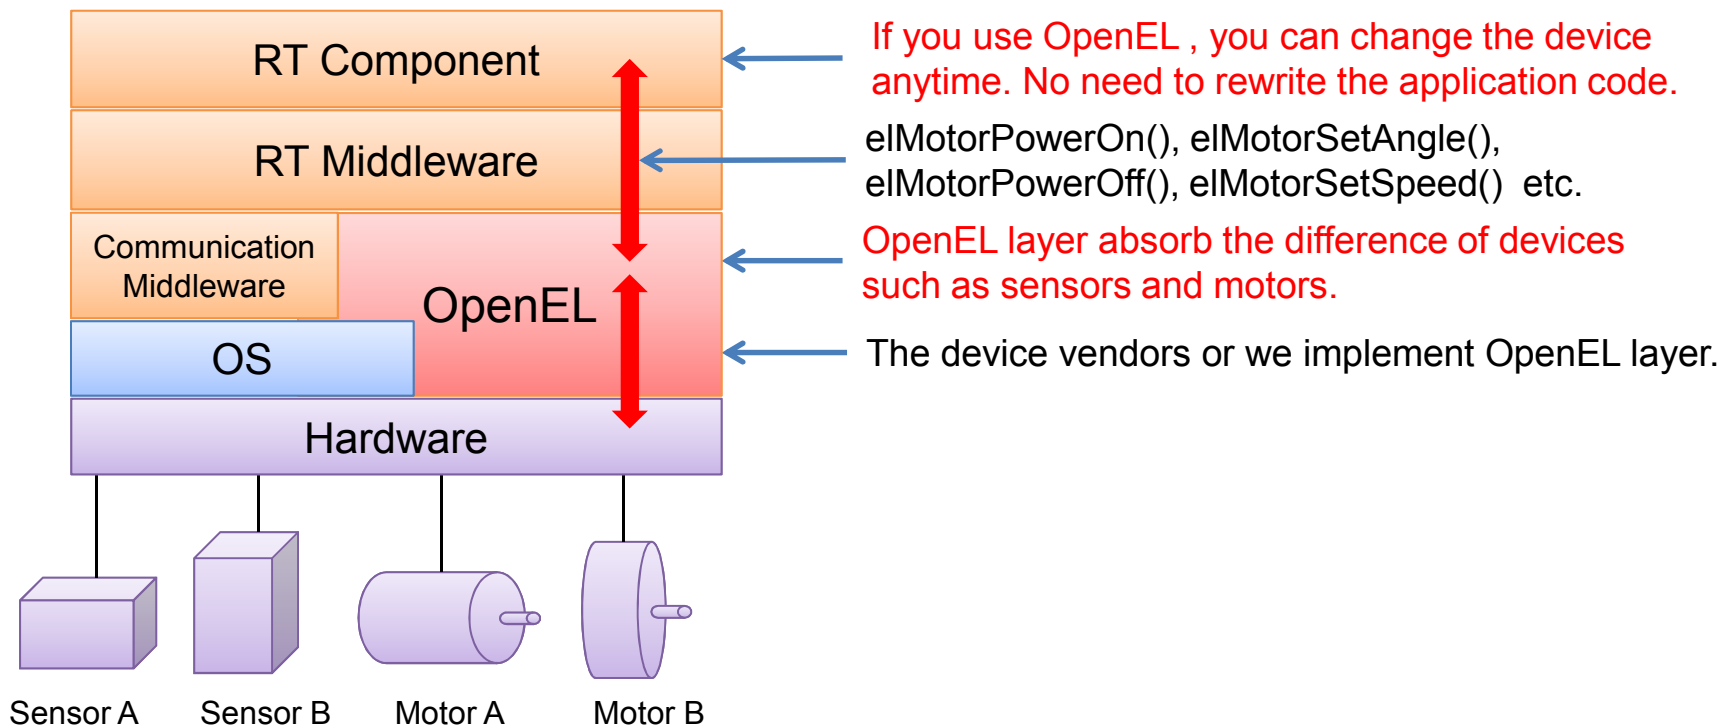 RT Component
If you use OpenEL , you can change the device
anytime. No need to rewrite the application code.
RT Middleware
elMotorPowerOn(), elMotorSetAngle(),
elMotorPowerOff(), elMotorSetSpeed() etc.
Communication
Middleware
OpenEL
OpenEL layer absorb the difference of devices
such as sensors and motors.
OS
The device vendors or we implement OpenEL layer.
Hardware
Sensor A
Sensor B
Motor A
Motor B